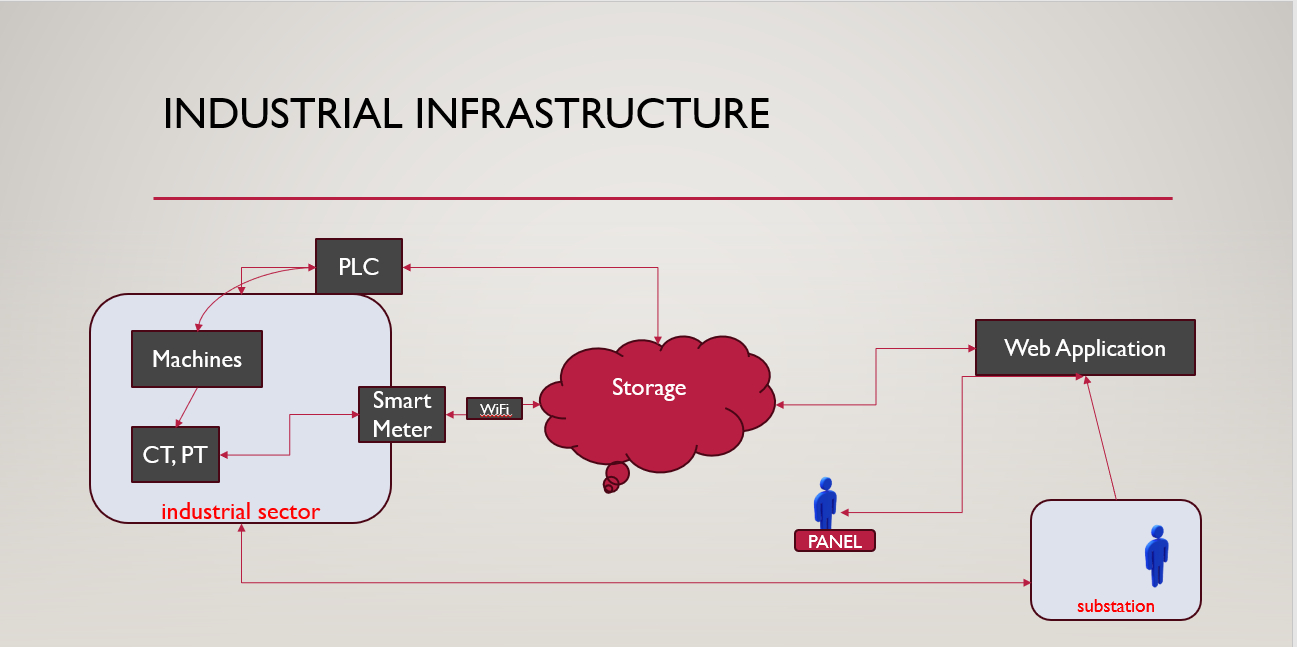 INDUSTRIAL INFRASTRUCTURE
PLC
Machines
CT, PT
Smart
Meter
industrial sector
WiFi
Storage
Web Application
PANEL
substation